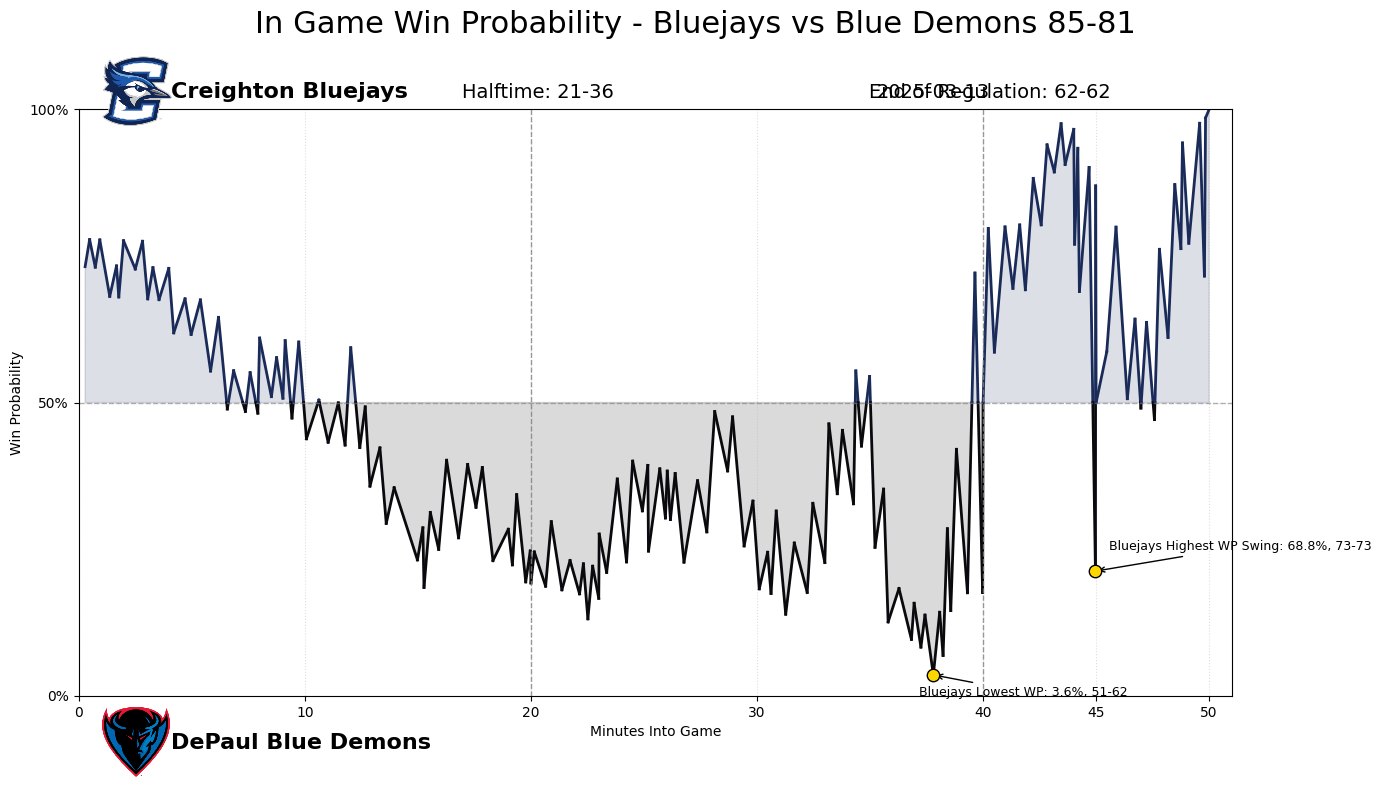 In Game Win Probability - Bluejays vs Blue Demons 85-81
Creighton Bluejays
Halftime: 21-36
2025-03-13
End of Regulation: 62-62
100%
50%
0%
Win Probability
Bluejays Highest WP Swing: 68.8%, 73-73
Bluejays Lowest WP: 3.6%, 51-62
0 10 20 30 40 45 50
Minutes Into Game
DePaul Blue Demons